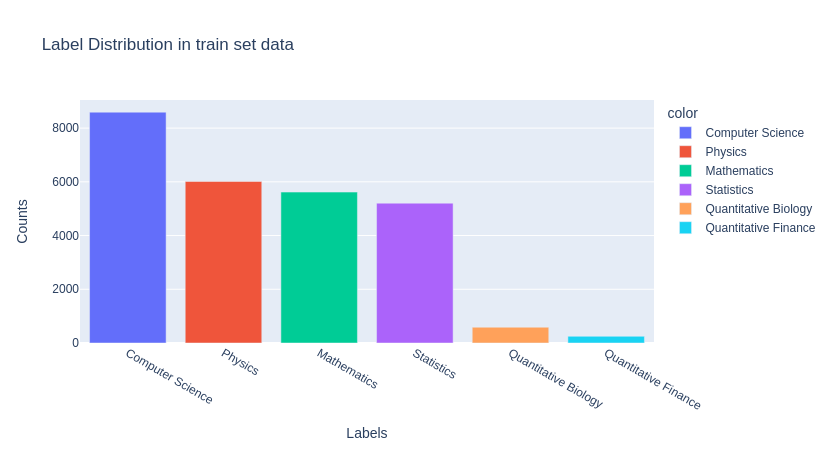 Label Distribution in train set data
color
Computer Science
Physics
Mathematics
Statistics
Quantitative Biology
Quantitative Finance
Counts
8000
6000
4000
2000
0
Computer Science
Physics
Mathematics
Statistics
Quantitative Biology
Quantitative Finance
Labels